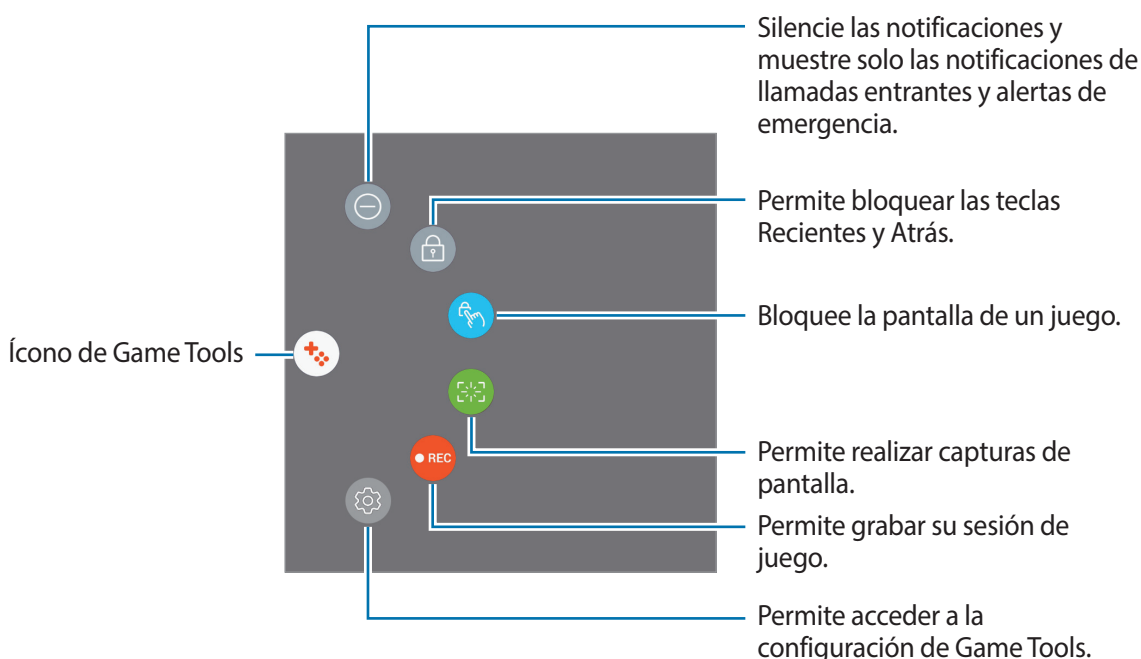 Silencie las notificaciones y
muestre solo las notificaciones de
llamadas entrantes y alertas de
emergencia.
Permite bloquear las teclas
Recientes y Atrás.
Bloquee la pantalla de un juego.
Ícono de Game Tools
Permite realizar capturas de
pantalla.
REC
Permite grabar su sesión de
juego.
Permite acceder a la
configuración de Game Tools.